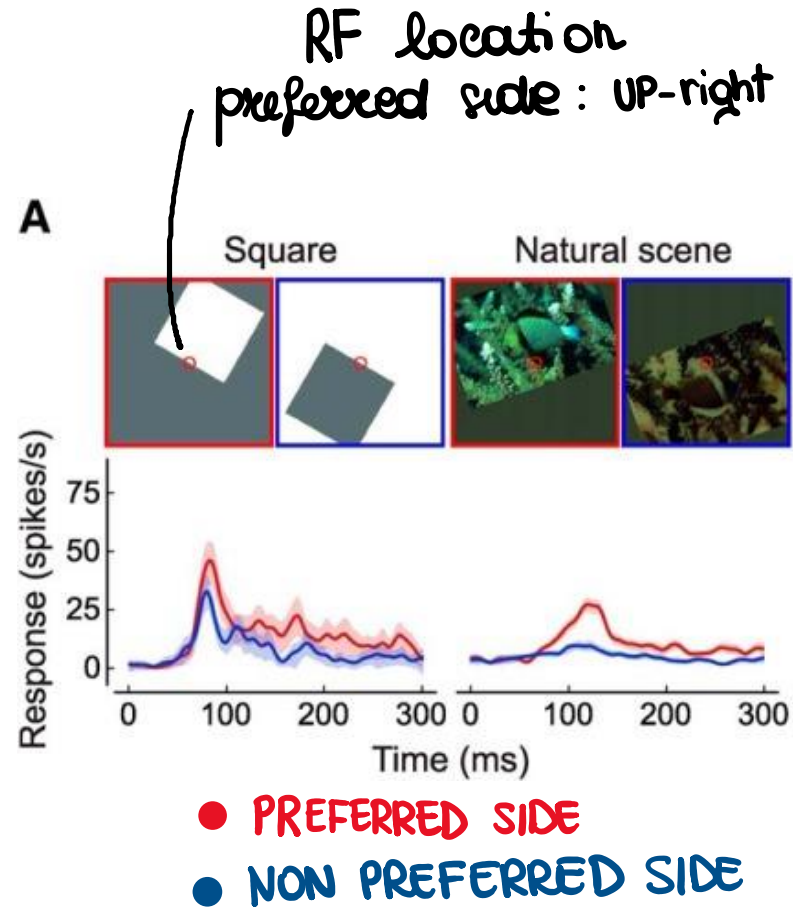 RF location
preferred side: UP-right
A
Square
Natural scene
Response (spikes/s)
75
50
25
0
0 100 200 300
0 100 200 300
Time (ms)
PREFERRED SIDE
NON PREFERRED SIDE